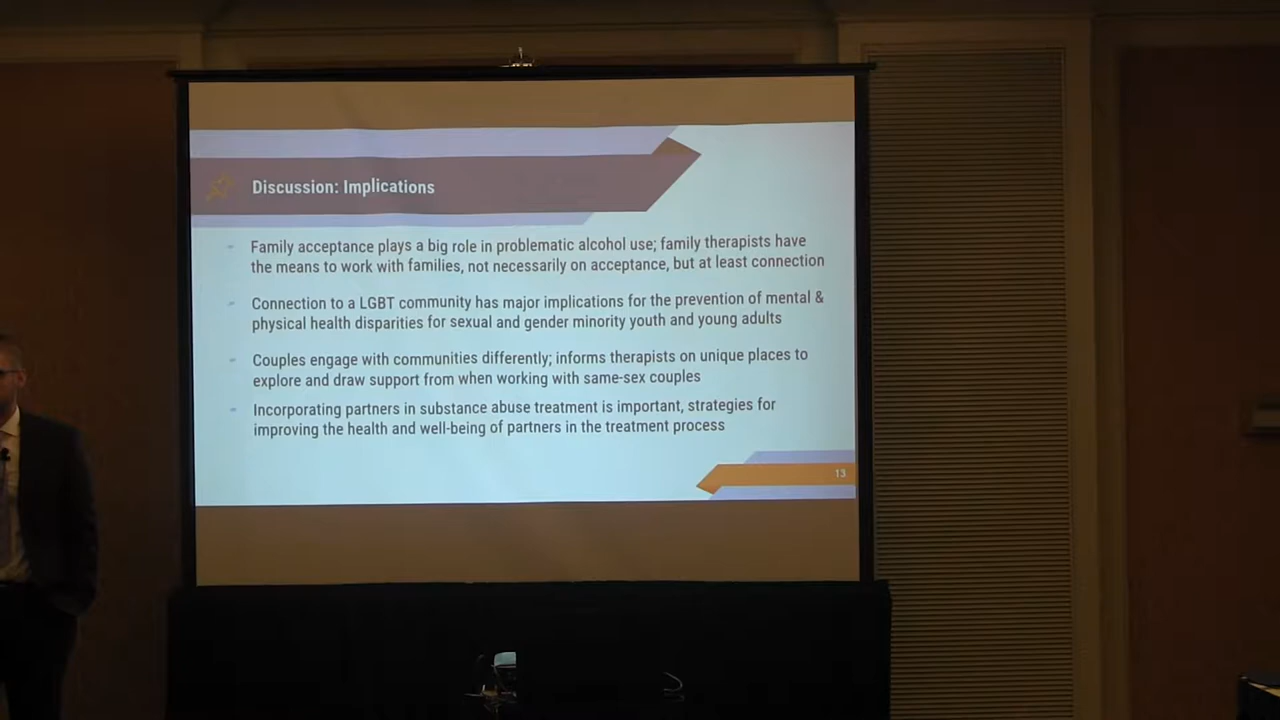 Discussion: Implications
- Family acceptance plays a big role in problematic alcohol use; family therapists have
the means to work with families, not necessarily on acceptance, but at least connection
- Connection to a LGBT community has major implications for the prevention of mental &
physical health disparities for sexual and gender minority youth and young adults
- Couples engage with communities differently; informs therapists on unique places to
explore and draw support from when working with same-sex couples
- Incorporating partners in substance abuse treatment is important, strategies for
improving the health and well-being of partners in the treatment process
13